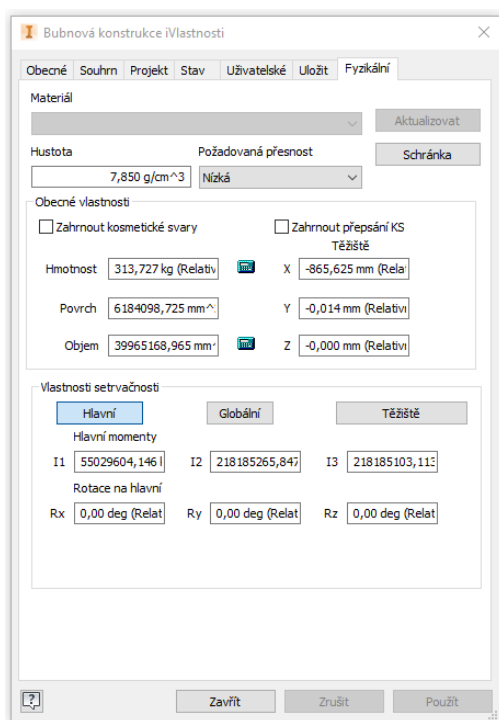 Bubnová konstrukce iVlastnosti
Obecné Souhrn Projekt Stav Uživatelské Uložit Fyzikální
Materiál
Aktualizovat
Hustota Požadovaná přesnost Schránka
7,850 g/cm^3 Nízká
Obecné vlastnosti
Zahrnout kosmetické svary Zahrnout přepsání KS
Těžiště
Hmotnost 313,727 kg (Relativ X -865,625 mm (Rela
Povrch 6184098,725 mm^ Y -0,014 mm (Relativ
Objem 39965168,965 mm^ Z -0,000 mm (Relativ
Vlastnosti setrvačnosti
Hlavní Globální Těžiště
Hlavní momenty
I1 55029604,146 I2 218185265,847 I3 218185103,113
Rotace na hlavní
Rx 0,00 deg (Relat Ry 0,00 deg (Relat Rz 0,00 deg (Relat
Zavřít Zrušit Použít